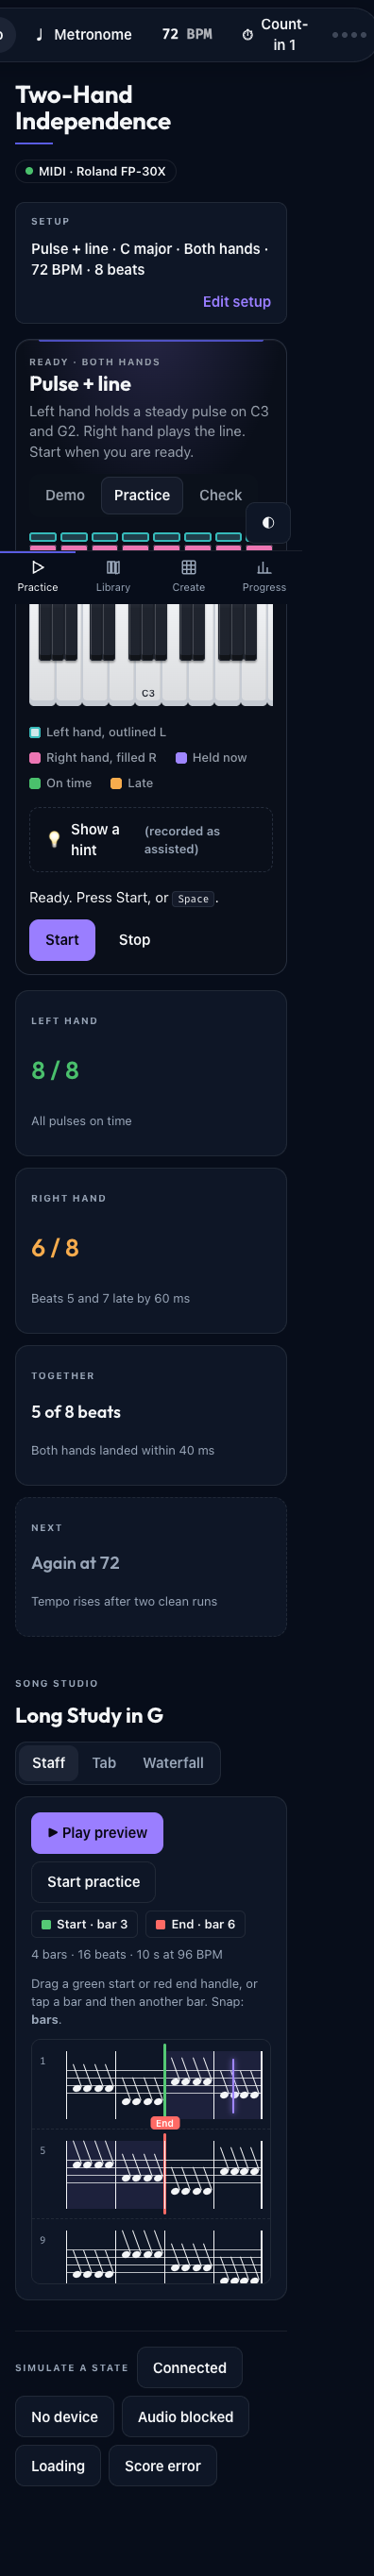 Metronome
72 BPM
Count-
in 1
Two-Hand
Independence
MIDI · Roland FP-30X
SETUP
Pulse + line · C major · Both hands ·
72 BPM · 8 beats
Edit setup
READY · BOTH HANDS
Pulse + line
Left hand holds a steady pulse on C3
and G2. Right hand plays the line.
Start when you are ready.
Demo
Practice
Check
Practice
Library
Create
Progress
C3
Left hand, outlined L
Right hand, filled R
Held now
On time
Late
Show a
hint
(recorded as
assisted)
Ready. Press Start, or Space.
Start
Stop
LEFT HAND
8 / 8
All pulses on time
RIGHT HAND
6 / 8
Beats 5 and 7 late by 60 ms
TOGETHER
5 of 8 beats
Both hands landed within 40 ms
NEXT
Again at 72
Tempo rises after two clean runs
SONG STUDIO
Long Study in G
Staff
Tab
Waterfall
Play preview
Start practice
Start · bar 3
End · bar 6
4 bars · 16 beats · 10 s at 96 BPM
Drag a green start or red end handle, or
tap a bar and then another bar. Snap:
bars.
1
End
5
9
SIMULATE A STATE
Connected
No device
Audio blocked
Loading
Score error